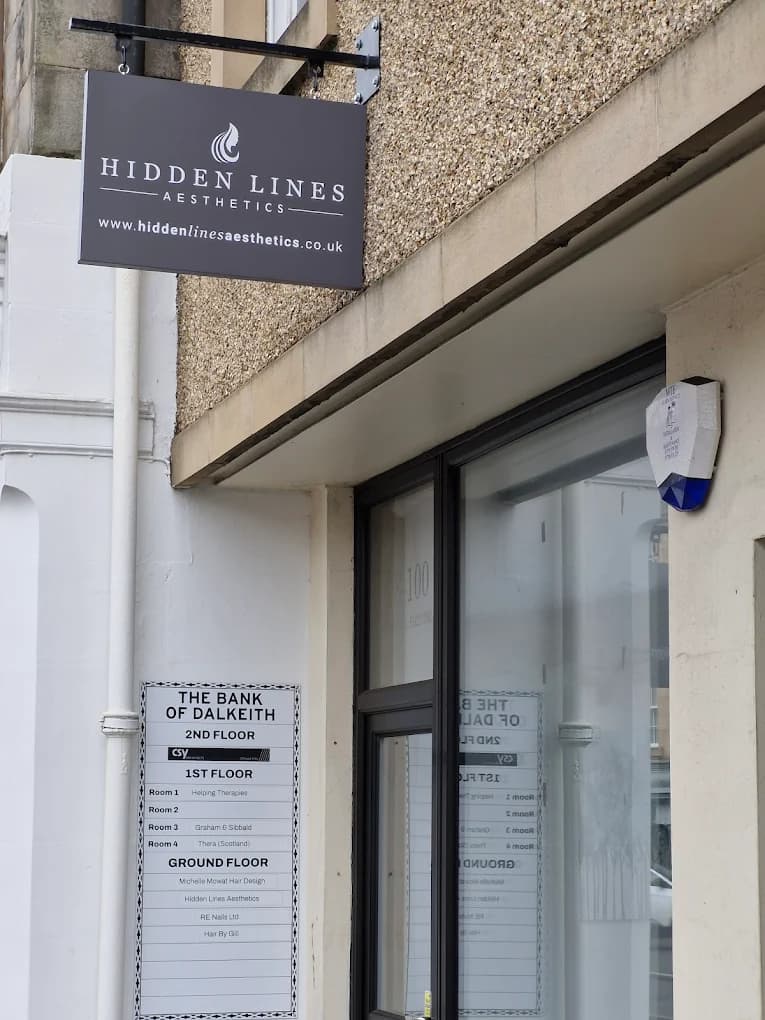 HIDDEN LINES
AESTHETICS
www.hiddenlinesaesthetics.co.uk
100
THE BANK
OF DALKEITH
2ND FLOOR
csy
1ST FLOOR
Room 1 Helping Therapies
Room 2
Room 3 Graham & Sibbald
Room 4 Thera (Scotland)
GROUND FLOOR
Michelle Mowat Hair Design
Hidden Lines Aesthetics
RE Nails Ltd
Hair By Gill